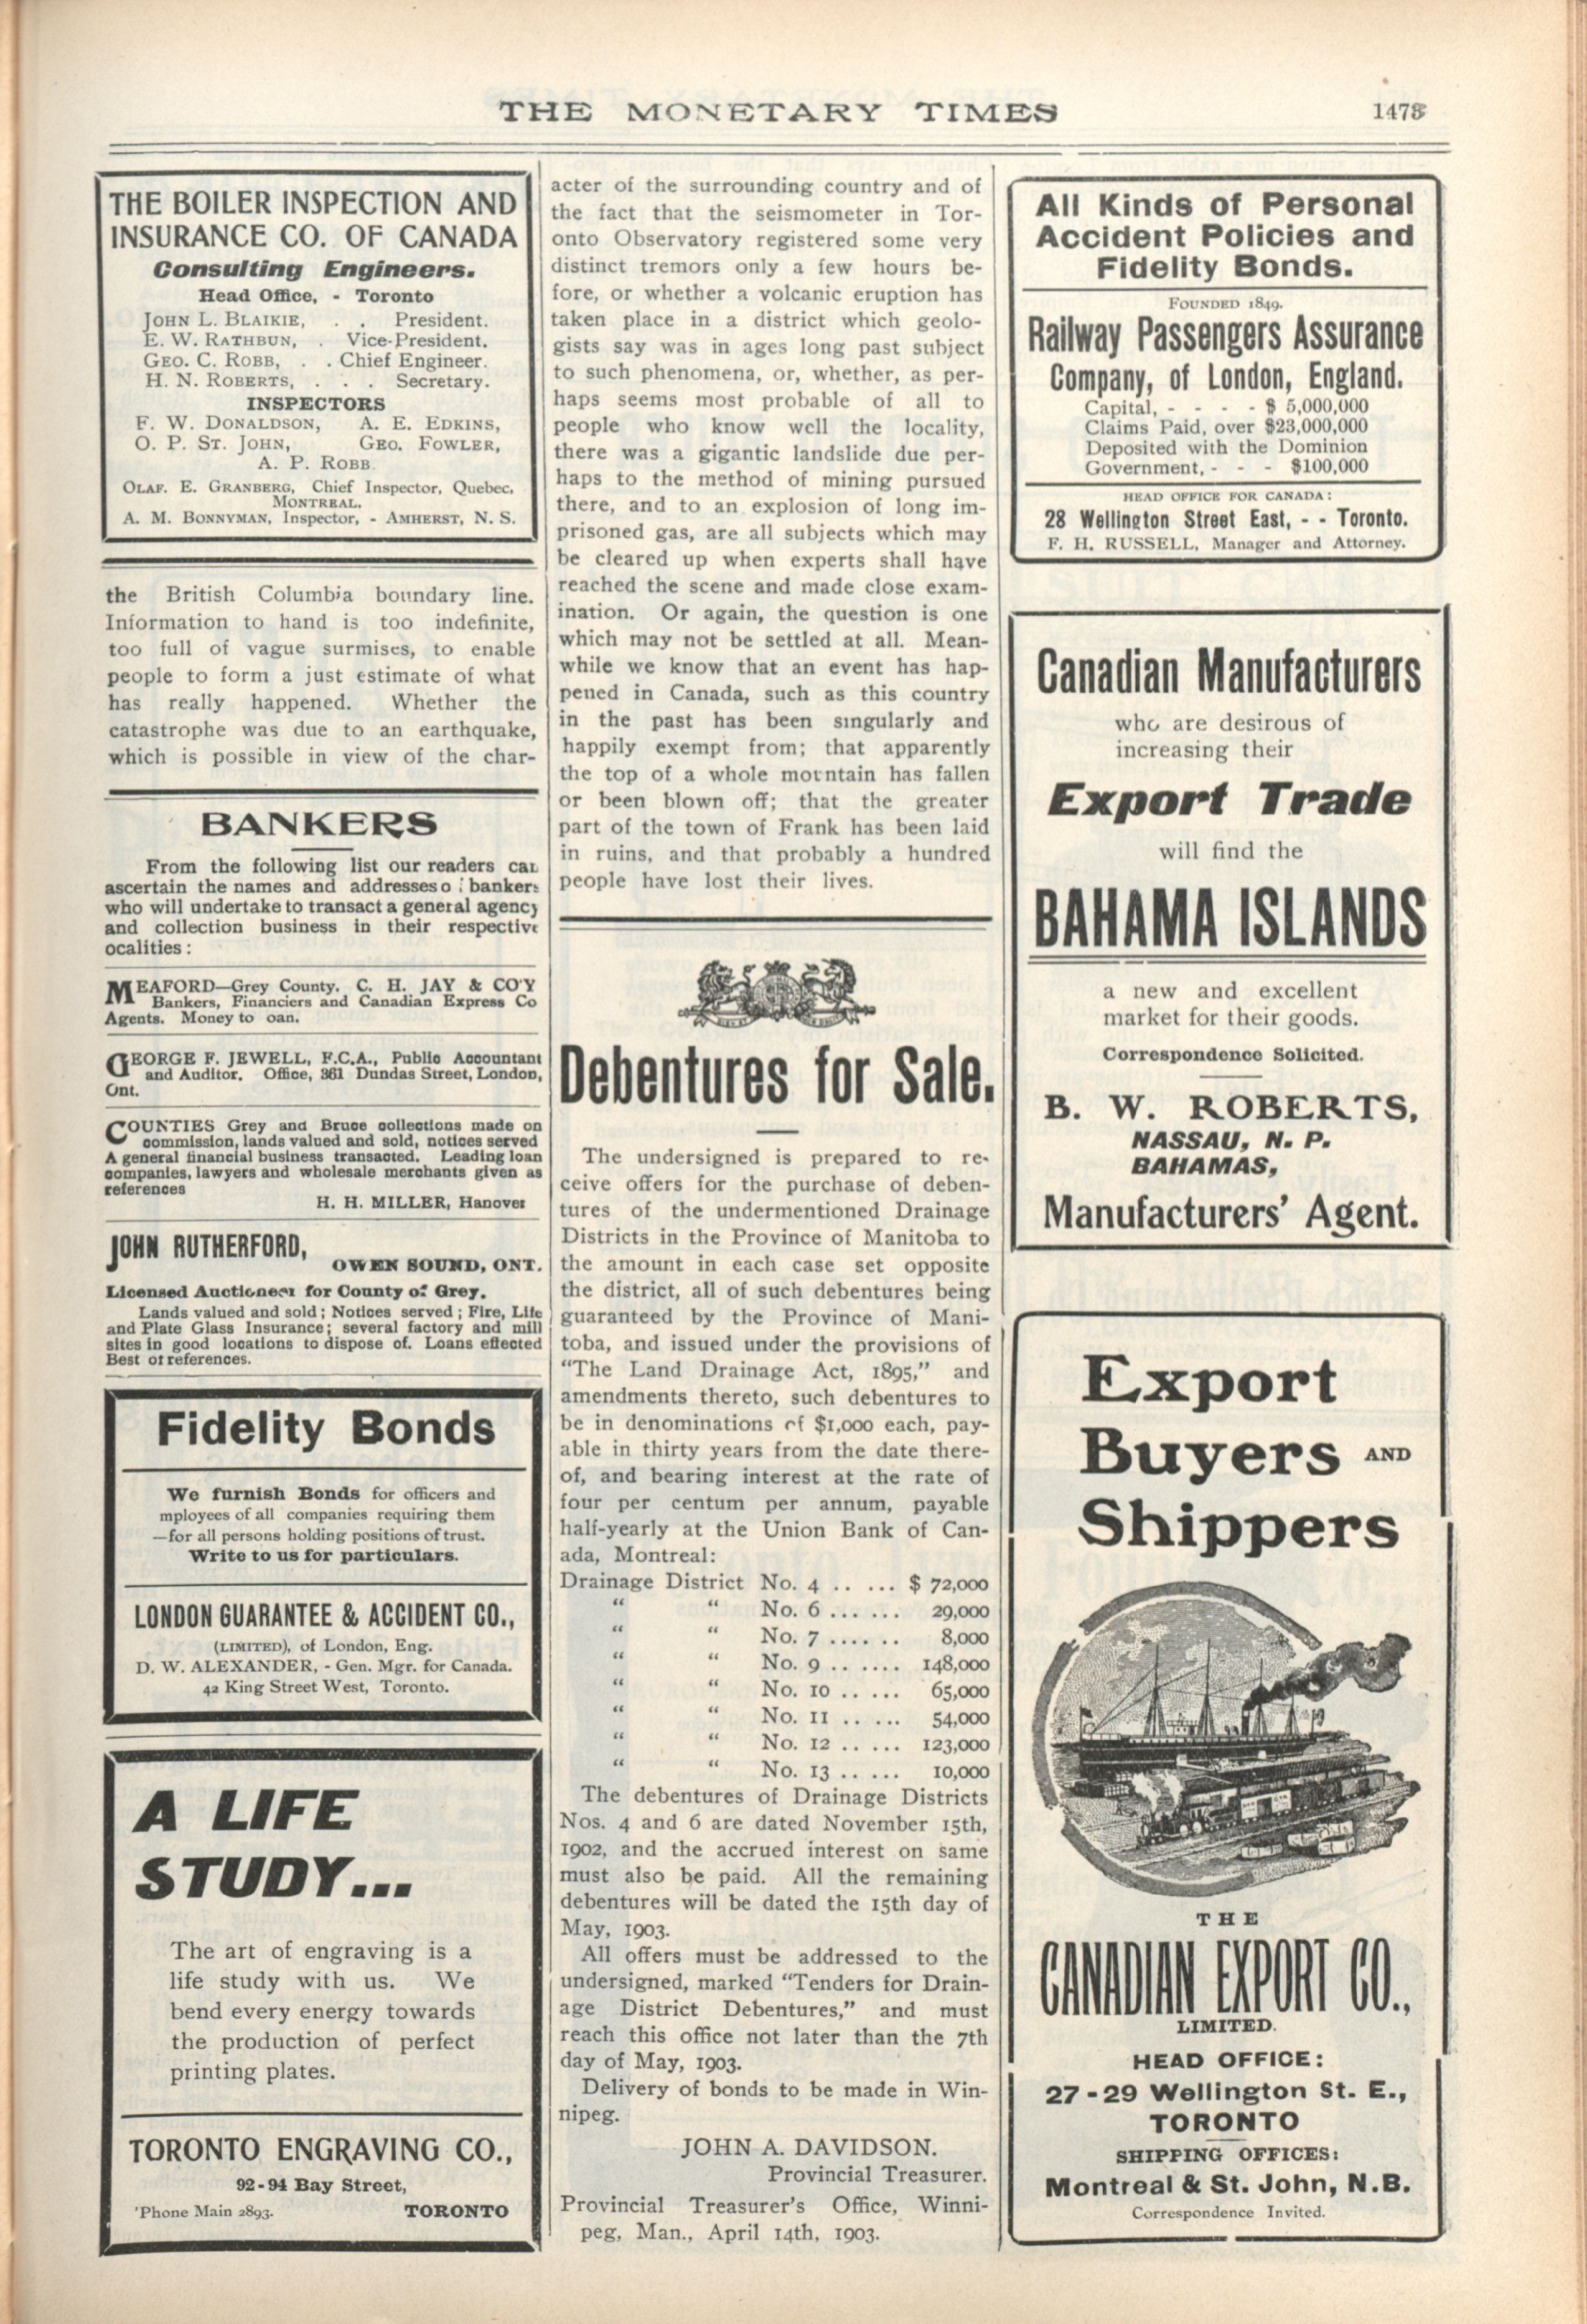 THE MONETARY TIMES
THE BOILER INSPECTION AND
INSURANCE CO. OF CANADA
Consulting Engineers.
Head Office, - Toronto
JOHN L. BLAIKIE, . . President.
E. W. RATHBUN, . Vice-President.
GEO. C. ROBB, . . Chief Engineer.
H. N. ROBERTS, . . . Secretary.
INSPECTORS
F. W. DONALDSON, A. E. EDKINS,
O. P. ST. JOHN, GEO. FOWLER,
A. P. ROBB.
OLAF. E. GRANBERG, Chief Inspector, Quebec,
MONTREAL.
A. M. BONNYMAN, Inspector, - AMHERST, N. S.
the British Columbia boundary line.
Information to hand is too indefinite,
too full of vague surmises, to enable
people to form a just estimate of what
has really happened. Whether the
catastrophe was due to an earthquake,
which is possible in view of the char-
BANKERS
From the following list our readers can
ascertain the names and addresses o : bankers
who will undertake to transact a general agency
and collection business in their respective
ocalities :
MEAFORD—Grey County. C. H. JAY & CO'Y
Bankers, Financiers and Canadian Express Co
Agents. Money to oan.
GEORGE F. JEWELL, F.C.A., Public Accountant
and Auditor. Office, 361 Dundas Street, London,
Ont.
COUNTIES Grey and Bruce collections made on
commission, lands valued and sold, notices served
A general financial business transacted. Leading loan
companies, lawyers and wholesale merchants given as
references
H. H. MILLER, Hanover
JOHN RUTHERFORD,
OWEN SOUND, ONT.
Licensed Auctioneer for County of Grey.
Lands valued and sold ; Notices served ; Fire, Life
and Plate Glass Insurance ; several factory and mill
sites in good locations to dispose of. Loans effected
Best of references.
Fidelity Bonds
We furnish Bonds for officers and
mployees of all companies requiring them
—for all persons holding positions of trust.
Write to us for particulars.
LONDON GUARANTEE & ACCIDENT CO.,
(LIMITED), of London, Eng.
D. W. ALEXANDER, - Gen. Mgr. for Canada.
42 King Street West, Toronto.
A LIFE
STUDY...
The art of engraving is a
life study with us. We
bend every energy towards
the production of perfect
printing plates.
TORONTO ENGRAVING CO.,
92-94 Bay Street,
'Phone Main 2893. TORONTO
acter of the surrounding country and of
the fact that the seismometer in Tor-
onto Observatory registered some very
distinct tremors only a few hours be-
fore, or whether a volcanic eruption has
taken place in a district which geolo-
gists say was in ages long past subject
to such phenomena, or, whether, as per-
haps seems most probable of all to
people who know well the locality,
there was a gigantic landslide due per-
haps to the method of mining pursued
there, and to an explosion of long im-
prisoned gas, are all subjects which may
be cleared up when experts shall have
reached the scene and made close exam-
ination. Or again, the question is one
which may not be settled at all. Mean-
while we know that an event has hap-
pened in Canada, such as this country
in the past has been singularly and
happily exempt from; that apparently
the top of a whole mountain has fallen
or been blown off; that the greater
part of the town of Frank has been laid
in ruins, and that probably a hundred
people have lost their lives.
Debentures for Sale.
The undersigned is prepared to re-
ceive offers for the purchase of deben-
tures of the undermentioned Drainage
Districts in the Province of Manitoba to
the amount in each case set opposite
the district, all of such debentures being
guaranteed by the Province of Mani-
toba, and issued under the provisions of
“The Land Drainage Act, 1895,” and
amendments thereto, such debentures to
be in denominations of $1,000 each, pay-
able in thirty years from the date there-
of, and bearing interest at the rate of
four per centum per annum, payable
half-yearly at the Union Bank of Can-
ada, Montreal:
Drainage District No. 4 .. ... $ 72,000
“ “ No. 6 ... ... 29,000
“ “ No. 7 .... .. 8,000
“ “ No. 9 .. .... 148,000
“ “ No. 10 .. ... 65,000
“ “ No. 11 .. ... 54,000
“ “ No. 12 .. ... 123,000
“ “ No. 13 .. ... 10,000
The debentures of Drainage Districts
Nos. 4 and 6 are dated November 15th,
1902, and the accrued interest on same
must also be paid. All the remaining
debentures will be dated the 15th day of
May, 1903.
All offers must be addressed to the
undersigned, marked “Tenders for Drain-
age District Debentures,” and must
reach this office not later than the 7th
day of May, 1903.
Delivery of bonds to be made in Win-
nipeg.
JOHN A. DAVIDSON.
Provincial Treasurer.
Provincial Treasurer's Office, Winni-
peg, Man., April 14th, 1903.
All Kinds of Personal
Accident Policies and
Fidelity Bonds.
FOUNDED 1849.
Railway Passengers Assurance
Company, of London, England.
Capital, - - - - $ 5,000,000
Claims Paid, over $23,000,000
Deposited with the Dominion
Government, - - - $100,000
HEAD OFFICE FOR CANADA :
28 Wellington Street East, - - Toronto.
F. H. RUSSELL, Manager and Attorney.
Canadian Manufacturers
who are desirous of
increasing their
Export Trade
will find the
BAHAMA ISLANDS
a new and excellent
market for their goods.
Correspondence Solicited.
B. W. ROBERTS,
NASSAU, N. P.
BAHAMAS,
Manufacturers' Agent.
Export
Buyers AND
Shippers
THE
CANADIAN EXPORT CO.,
LIMITED.
HEAD OFFICE:
27-29 Wellington St. E.,
TORONTO
SHIPPING OFFICES:
Montreal & St. John, N.B.
Correspondence Invited.